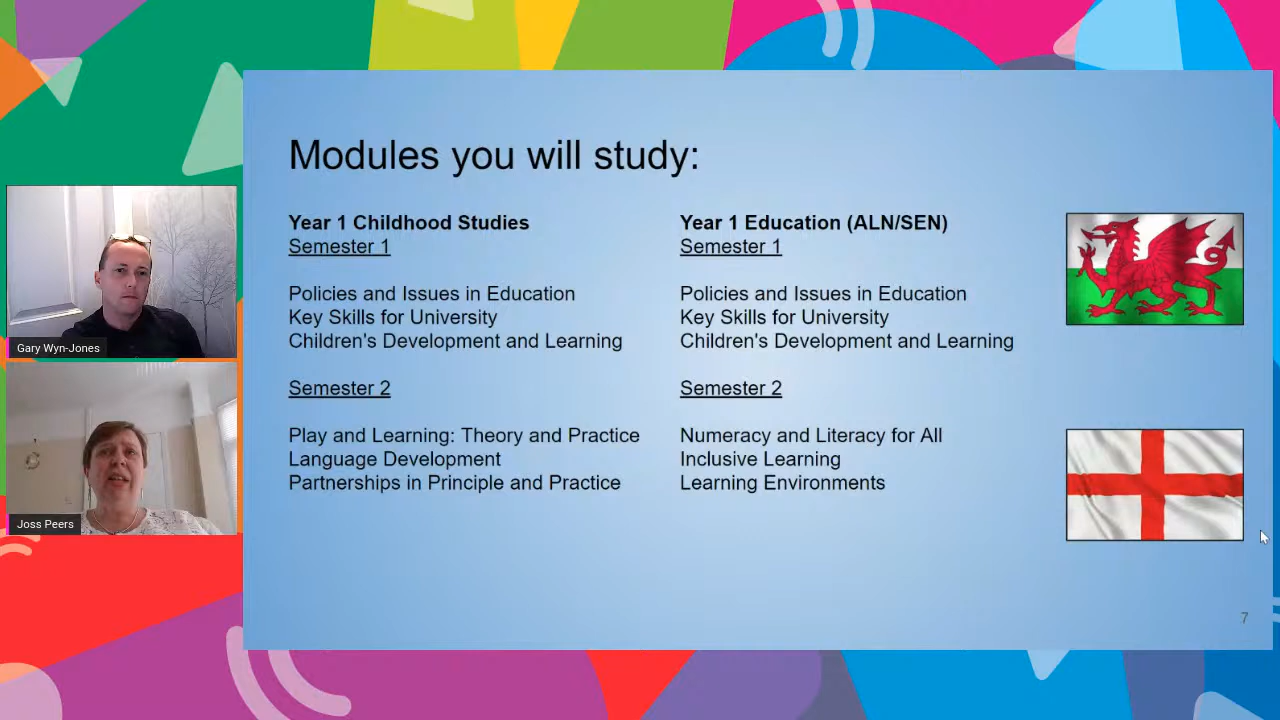 Modules you will study:
Year 1 Childhood Studies
Semester 1
Policies and Issues in Education
Key Skills for University
Children's Development and Learning
Semester 2
Play and Learning: Theory and Practice
Language Development
Partnerships in Principle and Practice
Year 1 Education (ALN/SEN)
Semester 1
Policies and Issues in Education
Key Skills for University
Children's Development and Learning
Semester 2
Numeracy and Literacy for All
Inclusive Learning
Learning Environments
Gary Wyn-Jones
Joss Peers
7